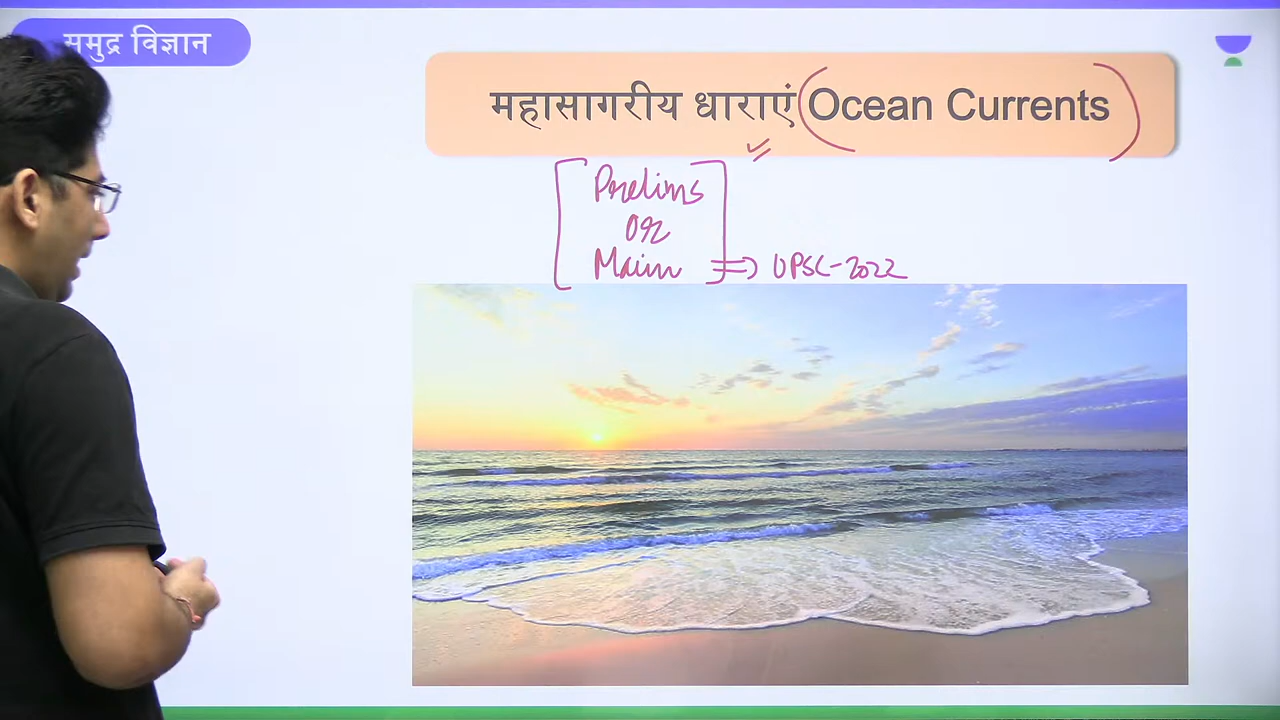 समुद्र विज्ञान
महासागरीय धाराएं (Ocean Currents)
Prelims
Or
Main ⇒ UPSC-2022